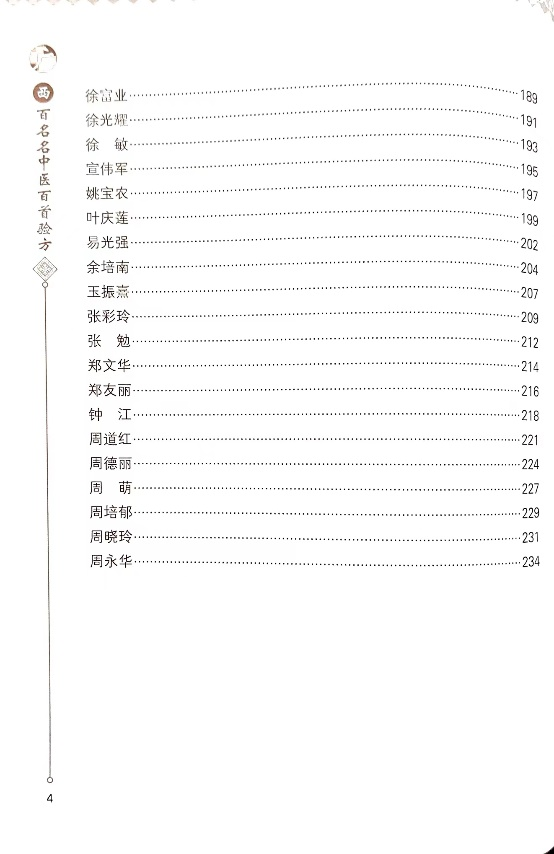 西百名名中医百首验方
徐富业……189
徐光耀……191
徐　敏……193
宣伟军……195
姚宝农……197
叶庆莲……199
易光强……202
余培南……204
玉振熹……207
张彩玲……209
张　勉……212
郑文华……214
郑友丽……216
钟　江……218
周道红……221
周德丽……224
周　萌……227
周培郁……229
周晓玲……231
周永华……234
4